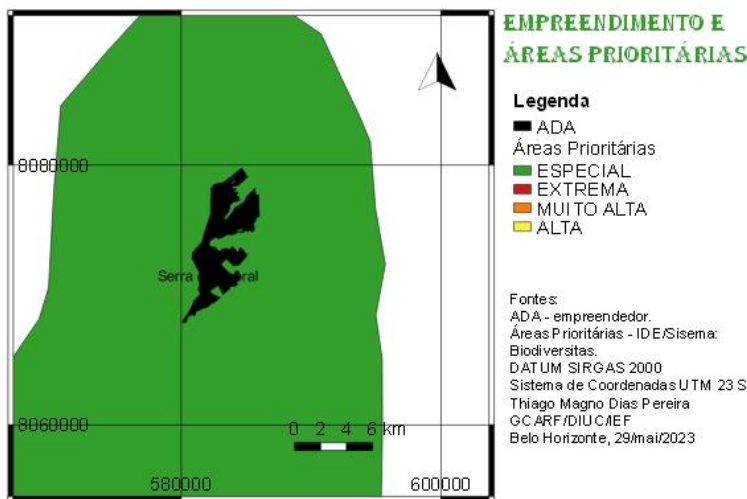 EMPREENDIMENTO E
ÁREAS PRIORITÁRIAS
Legenda
ADA
Áreas Prioritárias
ESPECIAL
EXTREMA
MUITO ALTA
ALTA
8080000
Serra
ral
8060000
0 2 4 6 km
580000 600000
Fontes:
ADA - empreendedor.
Áreas Prioritárias - IDE/Sisema:
Biodiversitas.
DATUM SIRGAS 2000
Sistema de Coordenadas UTM 23 S
Thiago Magno Dias Pereira
GCARF/DIUC/IEF
Belo Horizonte, 29/mai/2023